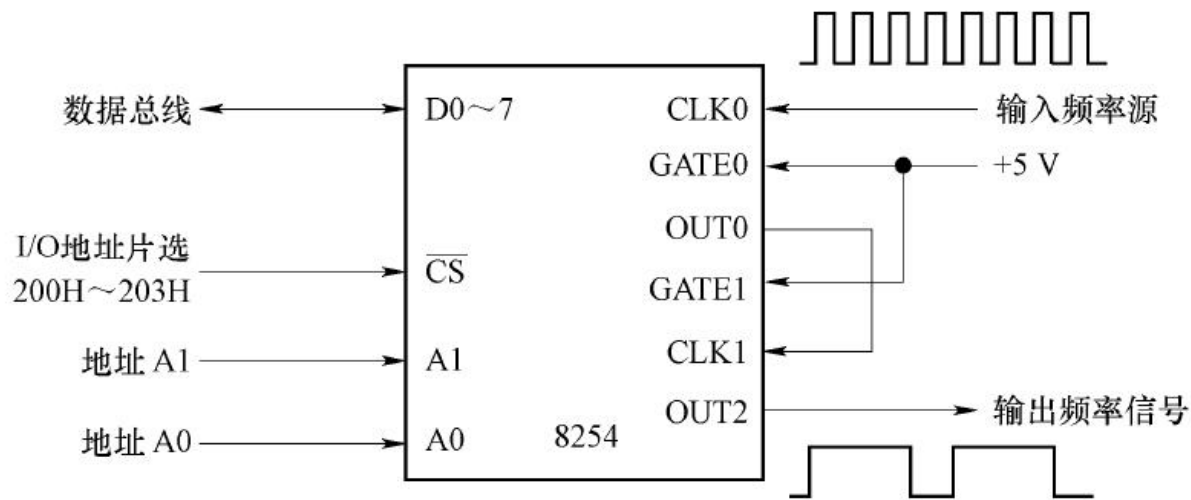 数据总线
D0～7
CLK0
输入频率源
GATE0
+5 V
OUT0
I/O地址片选
200H～203H
CS
GATE1
地址 A1
A1
CLK1
OUT2
输出频率信号
地址 A0
A0
8254